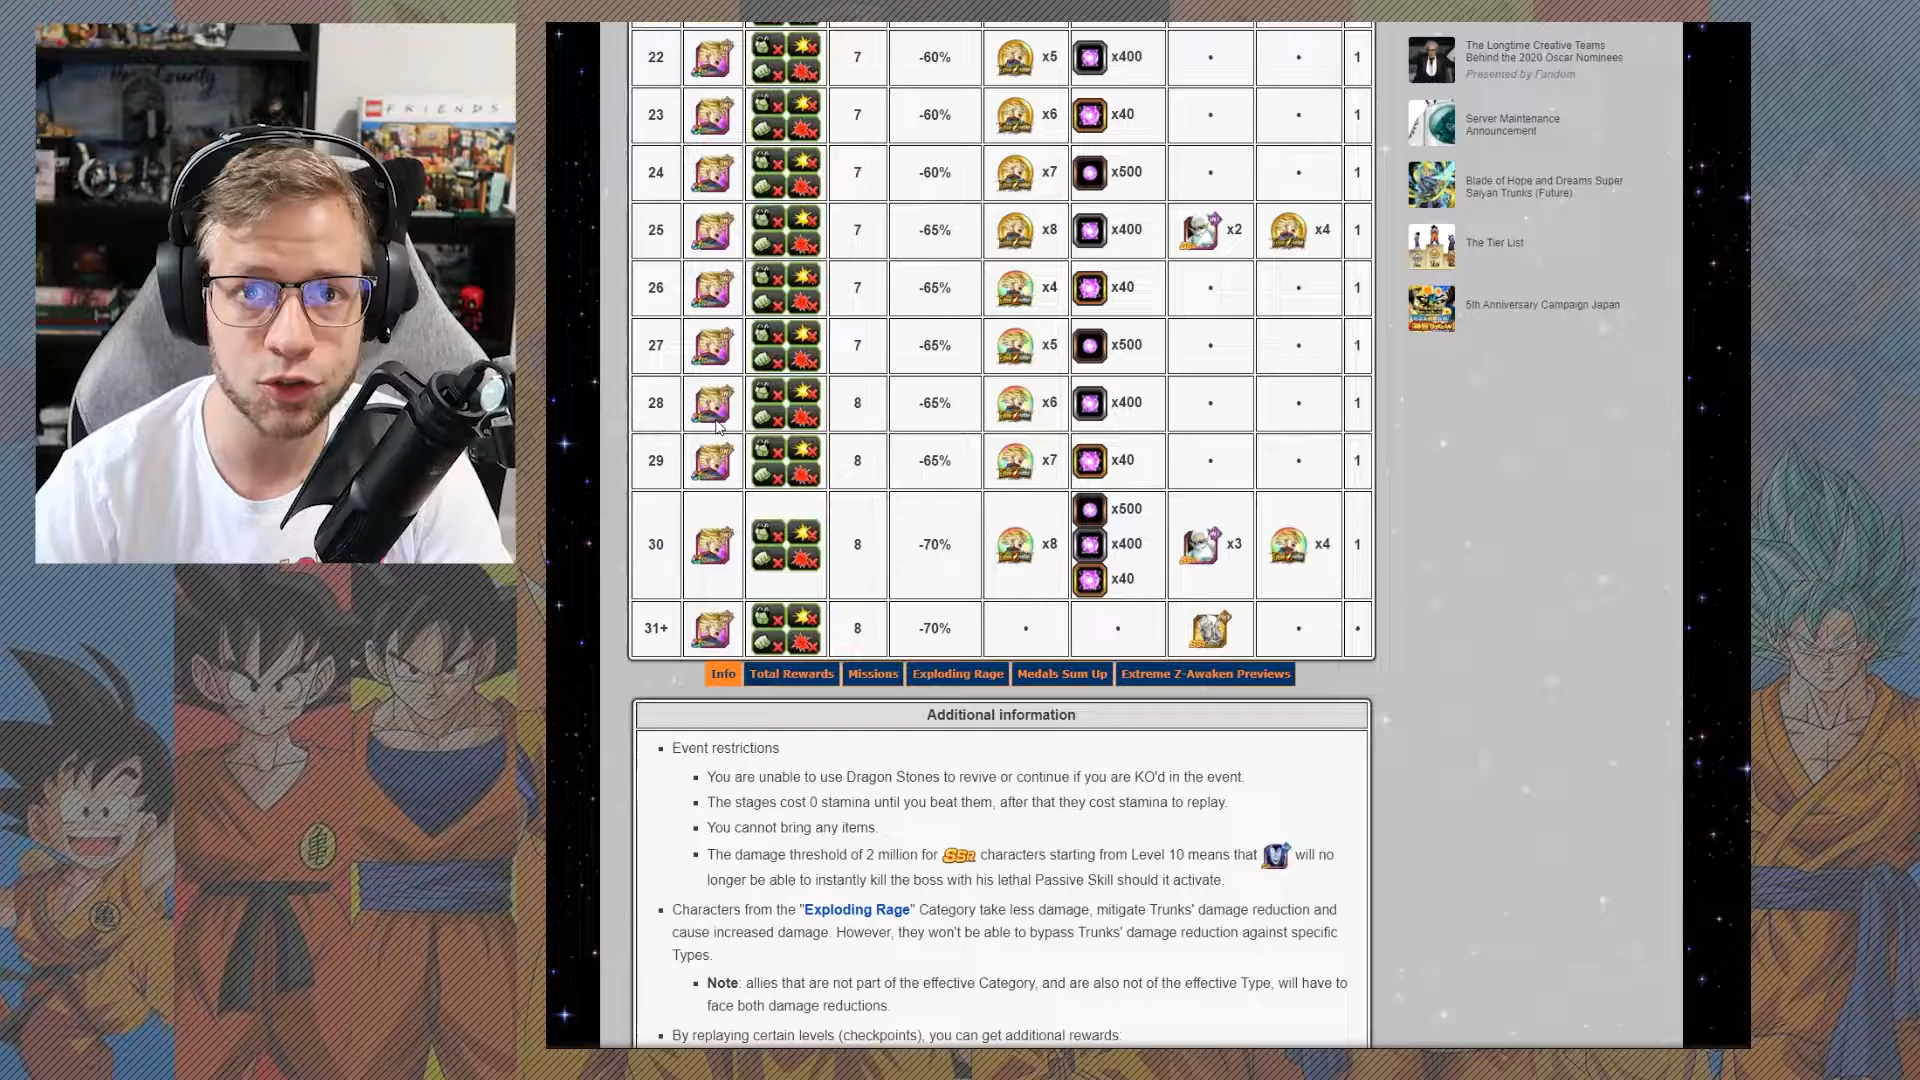 FRIENDS
22 7 -60% x5 x400 • • 1
23 7 -60% x6 x40 • • 1
24 7 -60% x7 x500 • • 1
25 7 -65% x8 x400 x2 x4 1
26 7 -65% x4 x40 • • 1
27 7 -65% x5 x500 • • 1
28 8 -65% x6 x400 • • 1
29 8 -65% x7 x40 • • 1
x500
30 8 -70% x8 x400 x3 x4 1
x40
31+ 8 -70% • • • •
Info Total Rewards Missions Exploding Rage Medals Sum Up Extreme Z-Awaken Previews
Additional information
▪ Event restrictions
▪ You are unable to use Dragon Stones to revive or continue if you are KO'd in the event.
▪ The stages cost 0 stamina until you beat them, after that they cost stamina to replay.
▪ You cannot bring any items.
▪ The damage threshold of 2 million for SSR characters starting from Level 10 means that will no
longer be able to instantly kill the boss with his lethal Passive Skill should it activate.
▪ Characters from the "Exploding Rage" Category take less damage, mitigate Trunks' damage reduction and
cause increased damage. However, they won't be able to bypass Trunks' damage reduction against specific
Types.
▪ Note: allies that are not part of the effective Category, and are also not of the effective Type, will have to
face both damage reductions.
▪ By replaying certain levels (checkpoints), you can get additional rewards:
The Longtime Creative Teams
Behind the 2020 Oscar Nominees
Presented by Fandom
Server Maintenance
Announcement
Blade of Hope and Dreams Super
Saiyan Trunks (Future)
The Tier List
5th Anniversary Campaign Japan